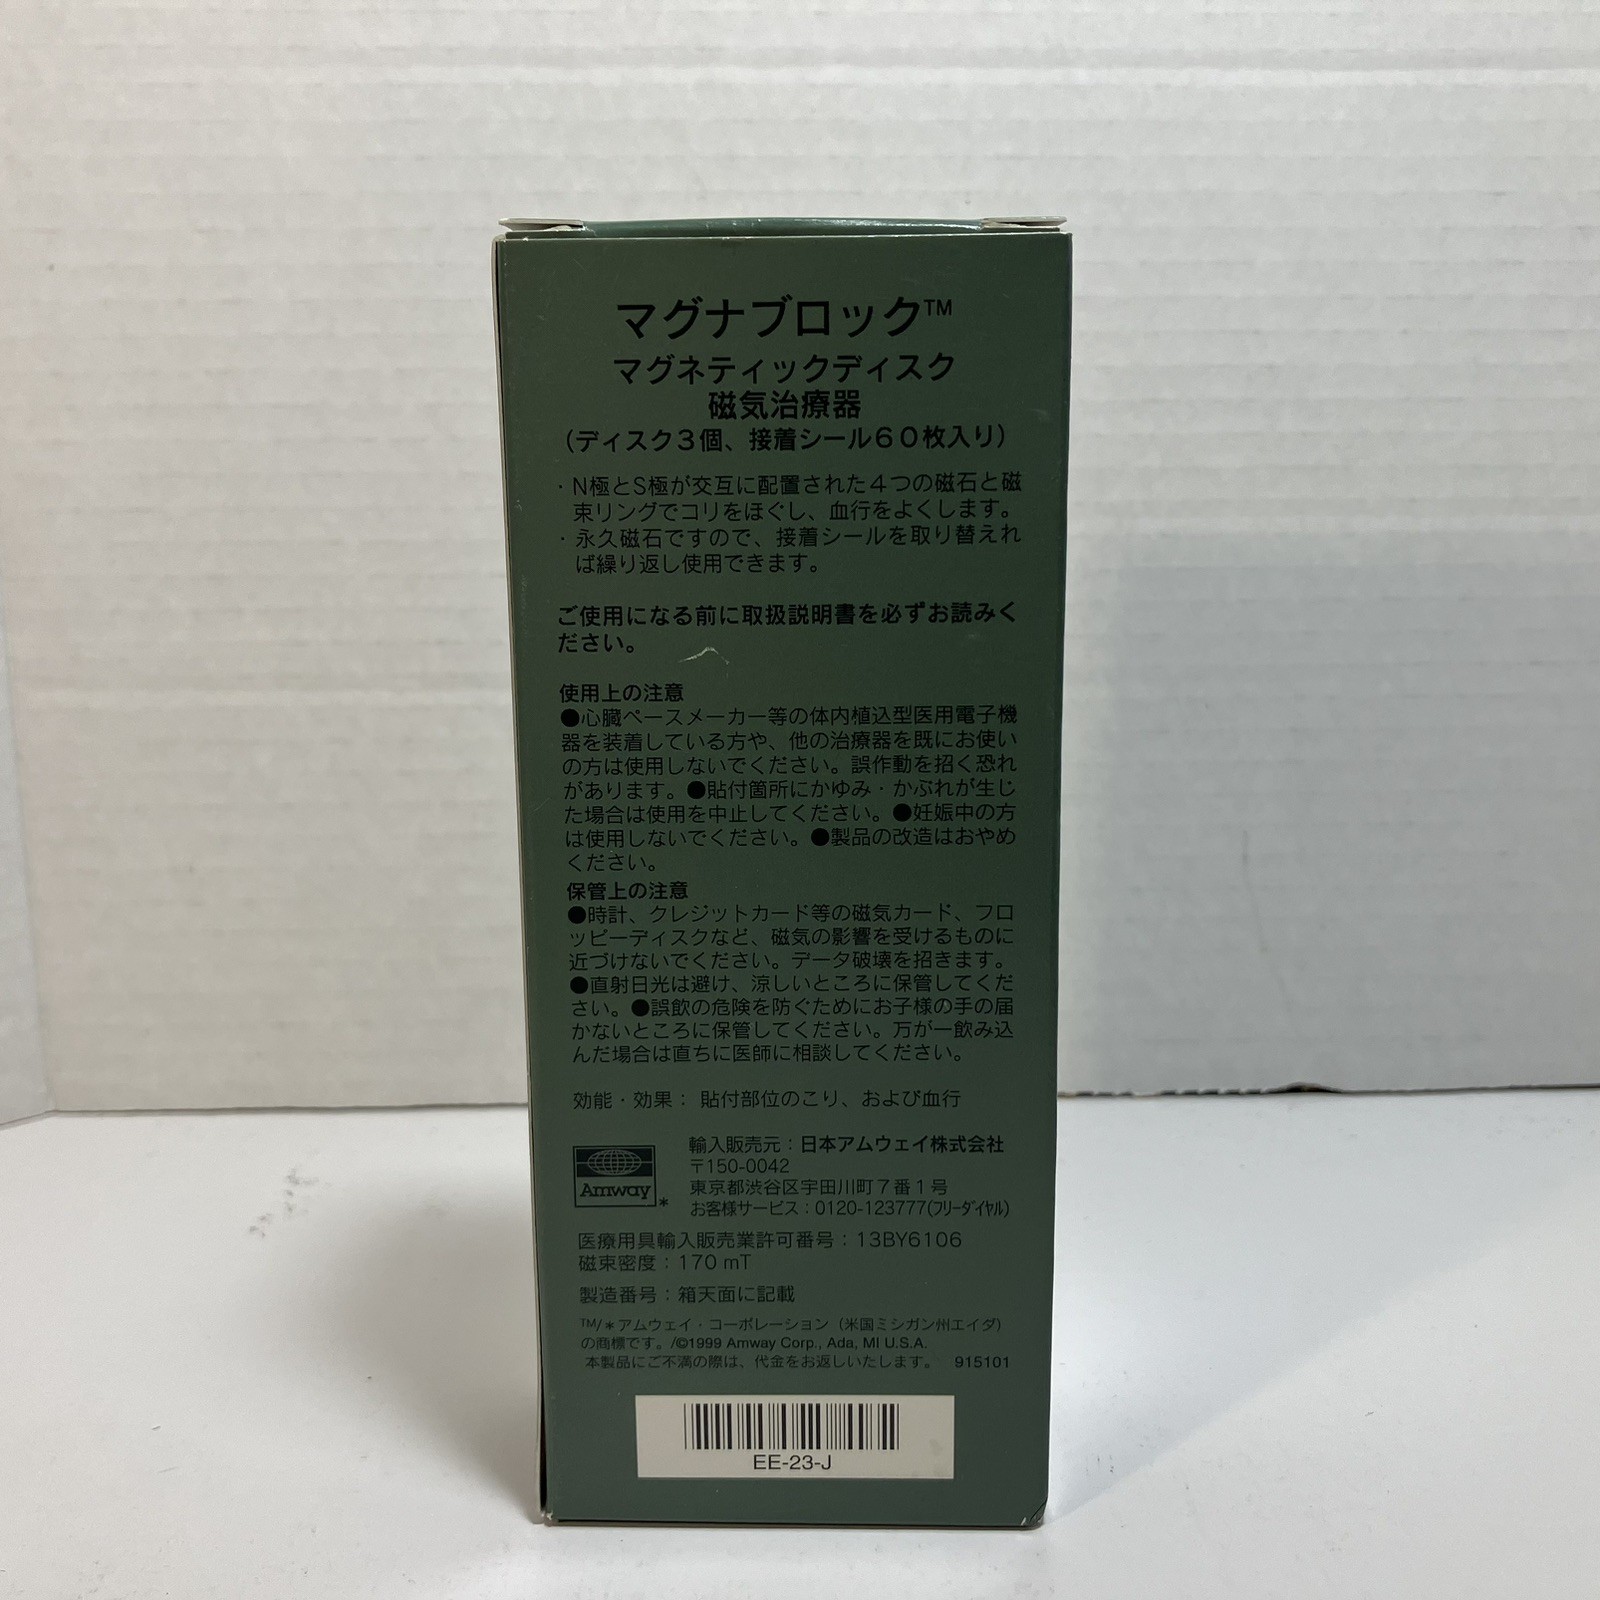 マグナブロック™
マグネティックディスク
磁気治療器
（ディスク3個、接着シール60枚入り）
・N極とS極が交互に配置された4つの磁石と磁
束リングでコリをほぐし、血行をよくします。
・永久磁石ですので、接着シールを取り替えれ
ば繰り返し使用できます。
ご使用になる前に取扱説明書を必ずお読みく
ださい。
使用上の注意
●心臓ペースメーカー等の体内植込型医用電子機
器を装着している方や、他の治療器を既にお使い
の方は使用しないでください。誤作動を招く恐れ
があります。●貼付箇所にかゆみ・かぶれが生じ
た場合は使用を中止してください。●妊娠中の方
は使用しないでください。●製品の改造はおやめ
ください。
保管上の注意
●時計、クレジットカード等の磁気カード、フロ
ッピーディスクなど、磁気の影響を受けるものに
近づけないでください。データ破壊を招きます。
●直射日光は避け、涼しいところに保管してくだ
さい。●誤飲の危険を防ぐためにお子様の手の届
かないところに保管してください。万が一飲み込
んだ場合は直ちに医師に相談してください。
効能・効果：貼付部位のこり、および血行
Amway*
輸入販売元：日本アムウェイ株式会社
〒150-0042
東京都渋谷区宇田川町7番1号
お客様サービス：0120-123777(フリーダイヤル)
医療用具輸入販売業許可番号：13BY6106
磁束密度：170 mT
製造番号：箱天面に記載
™/*アムウェイ・コーポレーション（米国ミシガン州エイダ）
の商標です。/©1999 Amway Corp., Ada, MI U.S.A.
本製品にご不満の際は、代金をお返しいたします。 915101
EE-23-J